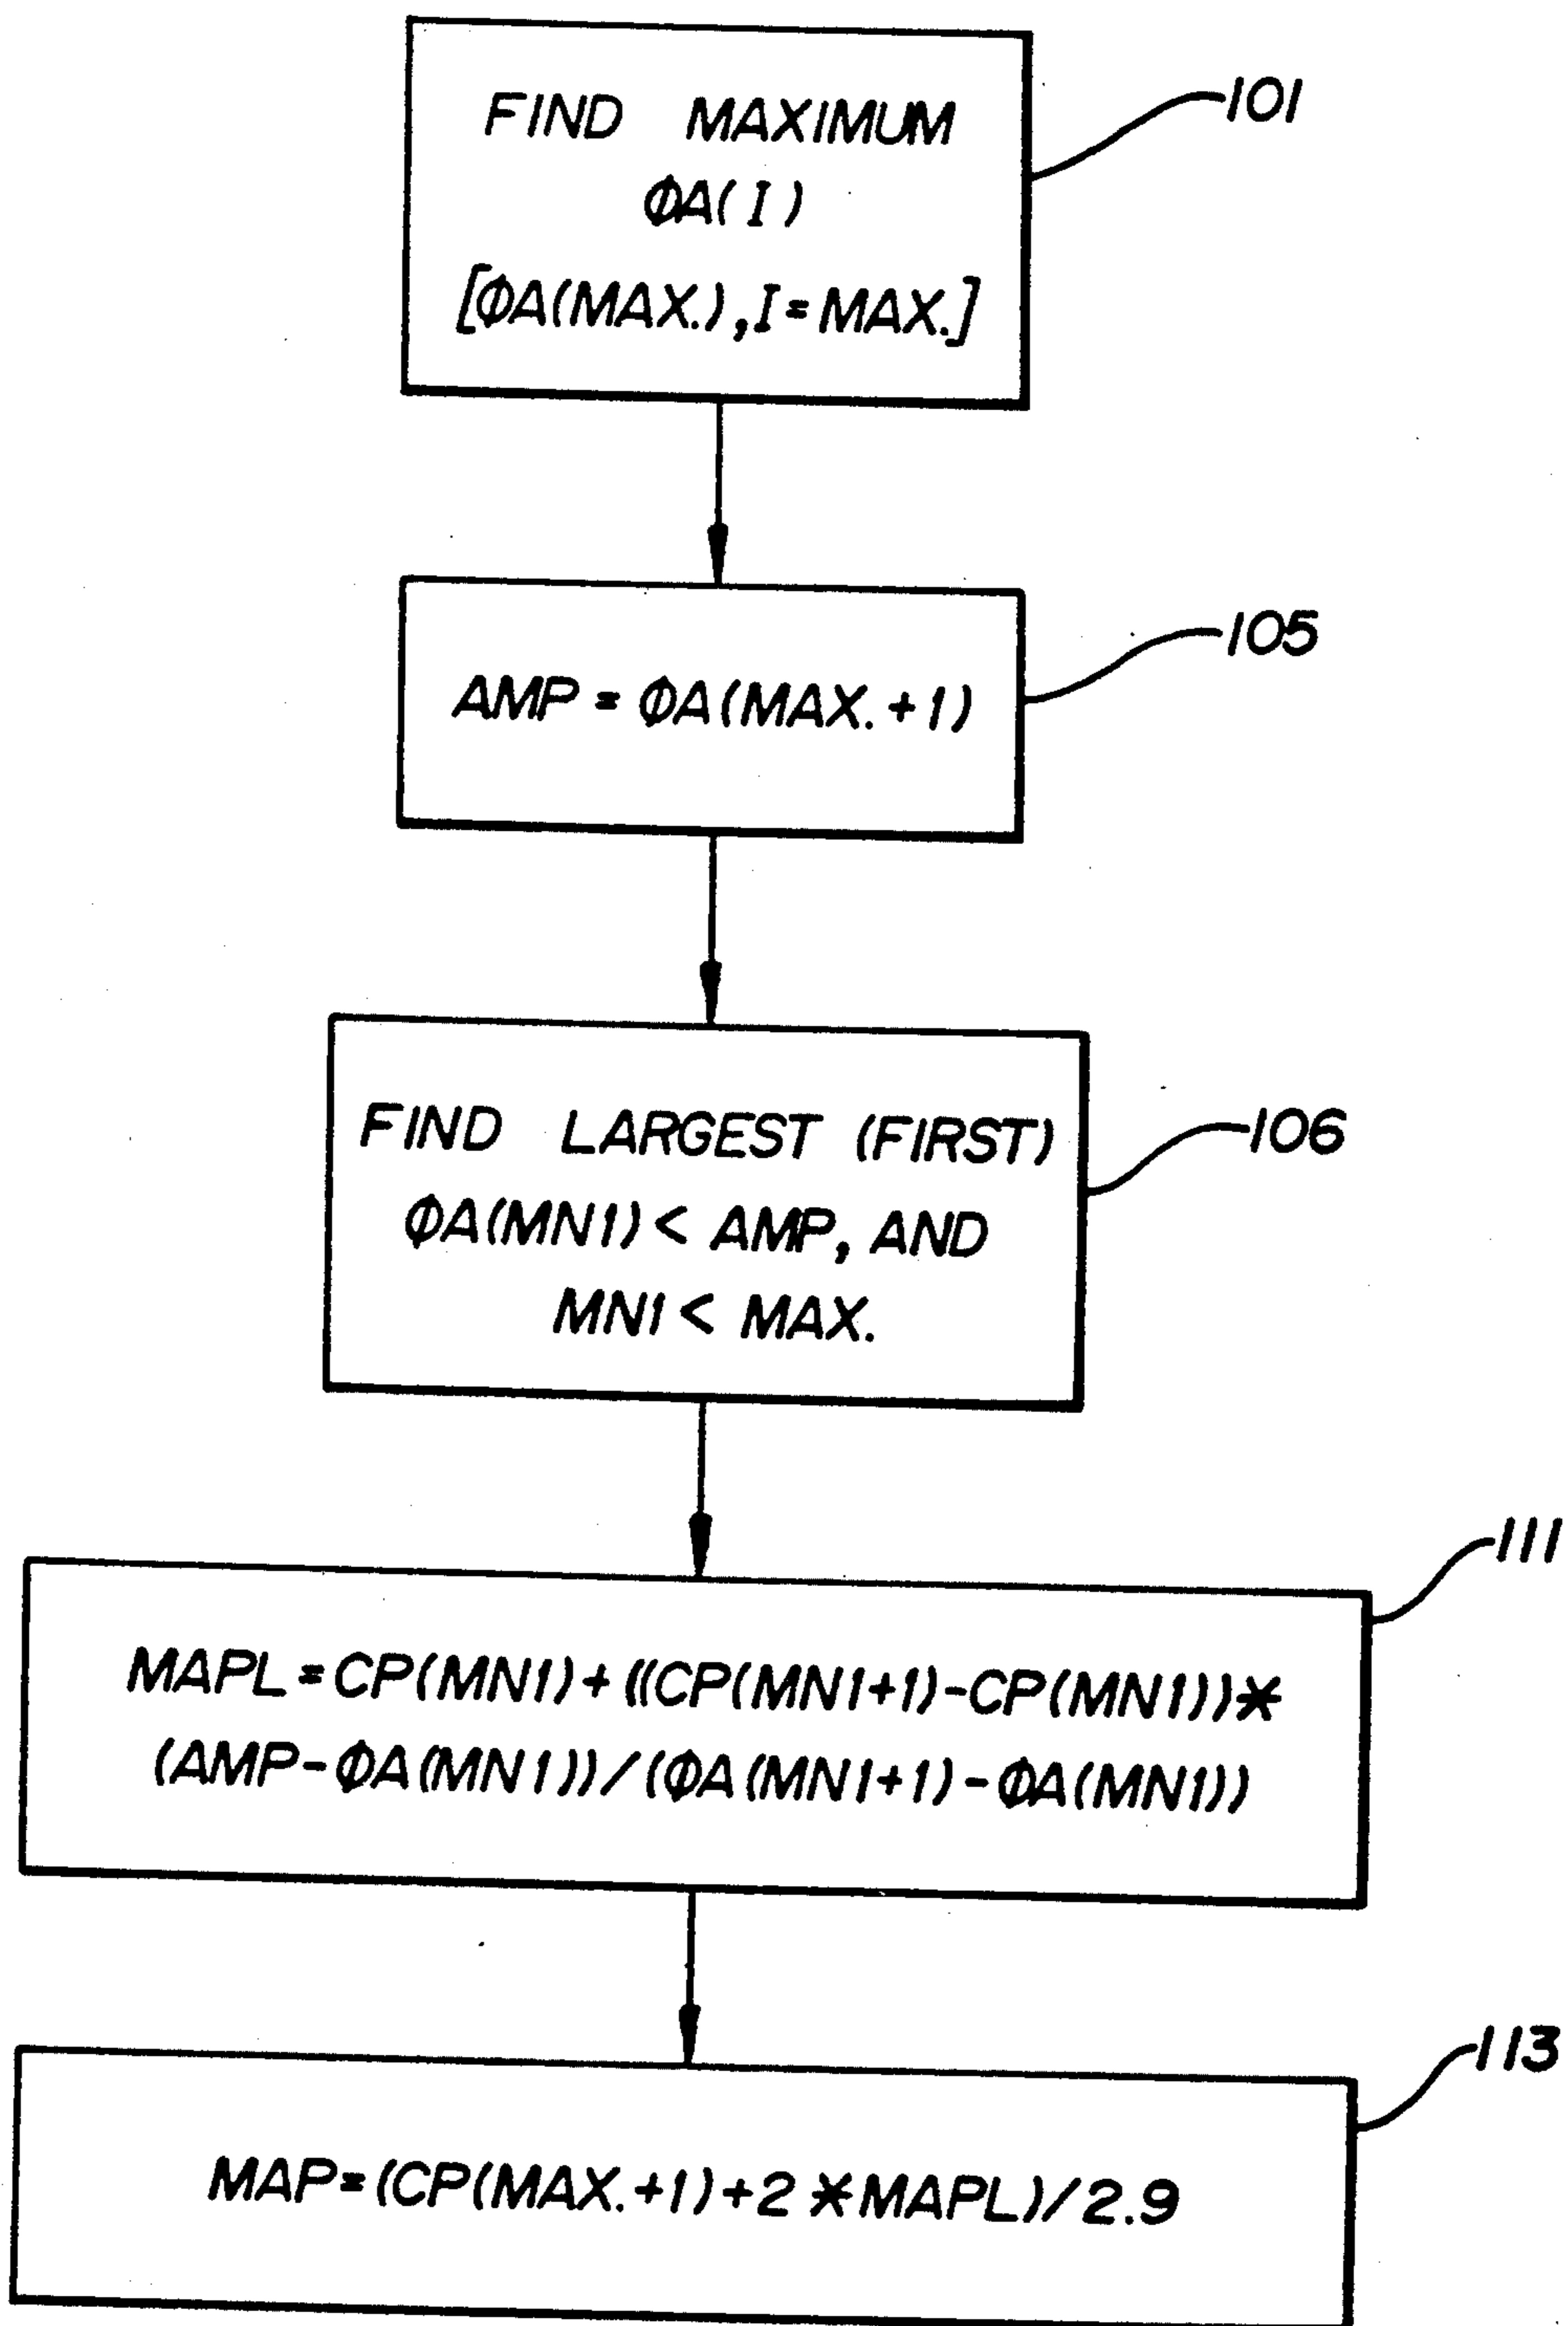 FIND MAXIMUM
ΦA(I)
[ΦA(MAX.), I=MAX.]
101
AMP = ΦA(MAX.+1)
105
FIND LARGEST (FIRST)
ΦA(MN1) < AMP, AND
MN1 < MAX.
106
MAPL = CP(MN1) + ((CP(MN1+1)-CP(MN1))*
(AMP-ΦA(MN1))/(ΦA(MN1+1)-ΦA(MN1))
111
MAP=(CP(MAX.+1)+2*MAPL)/2.9
113